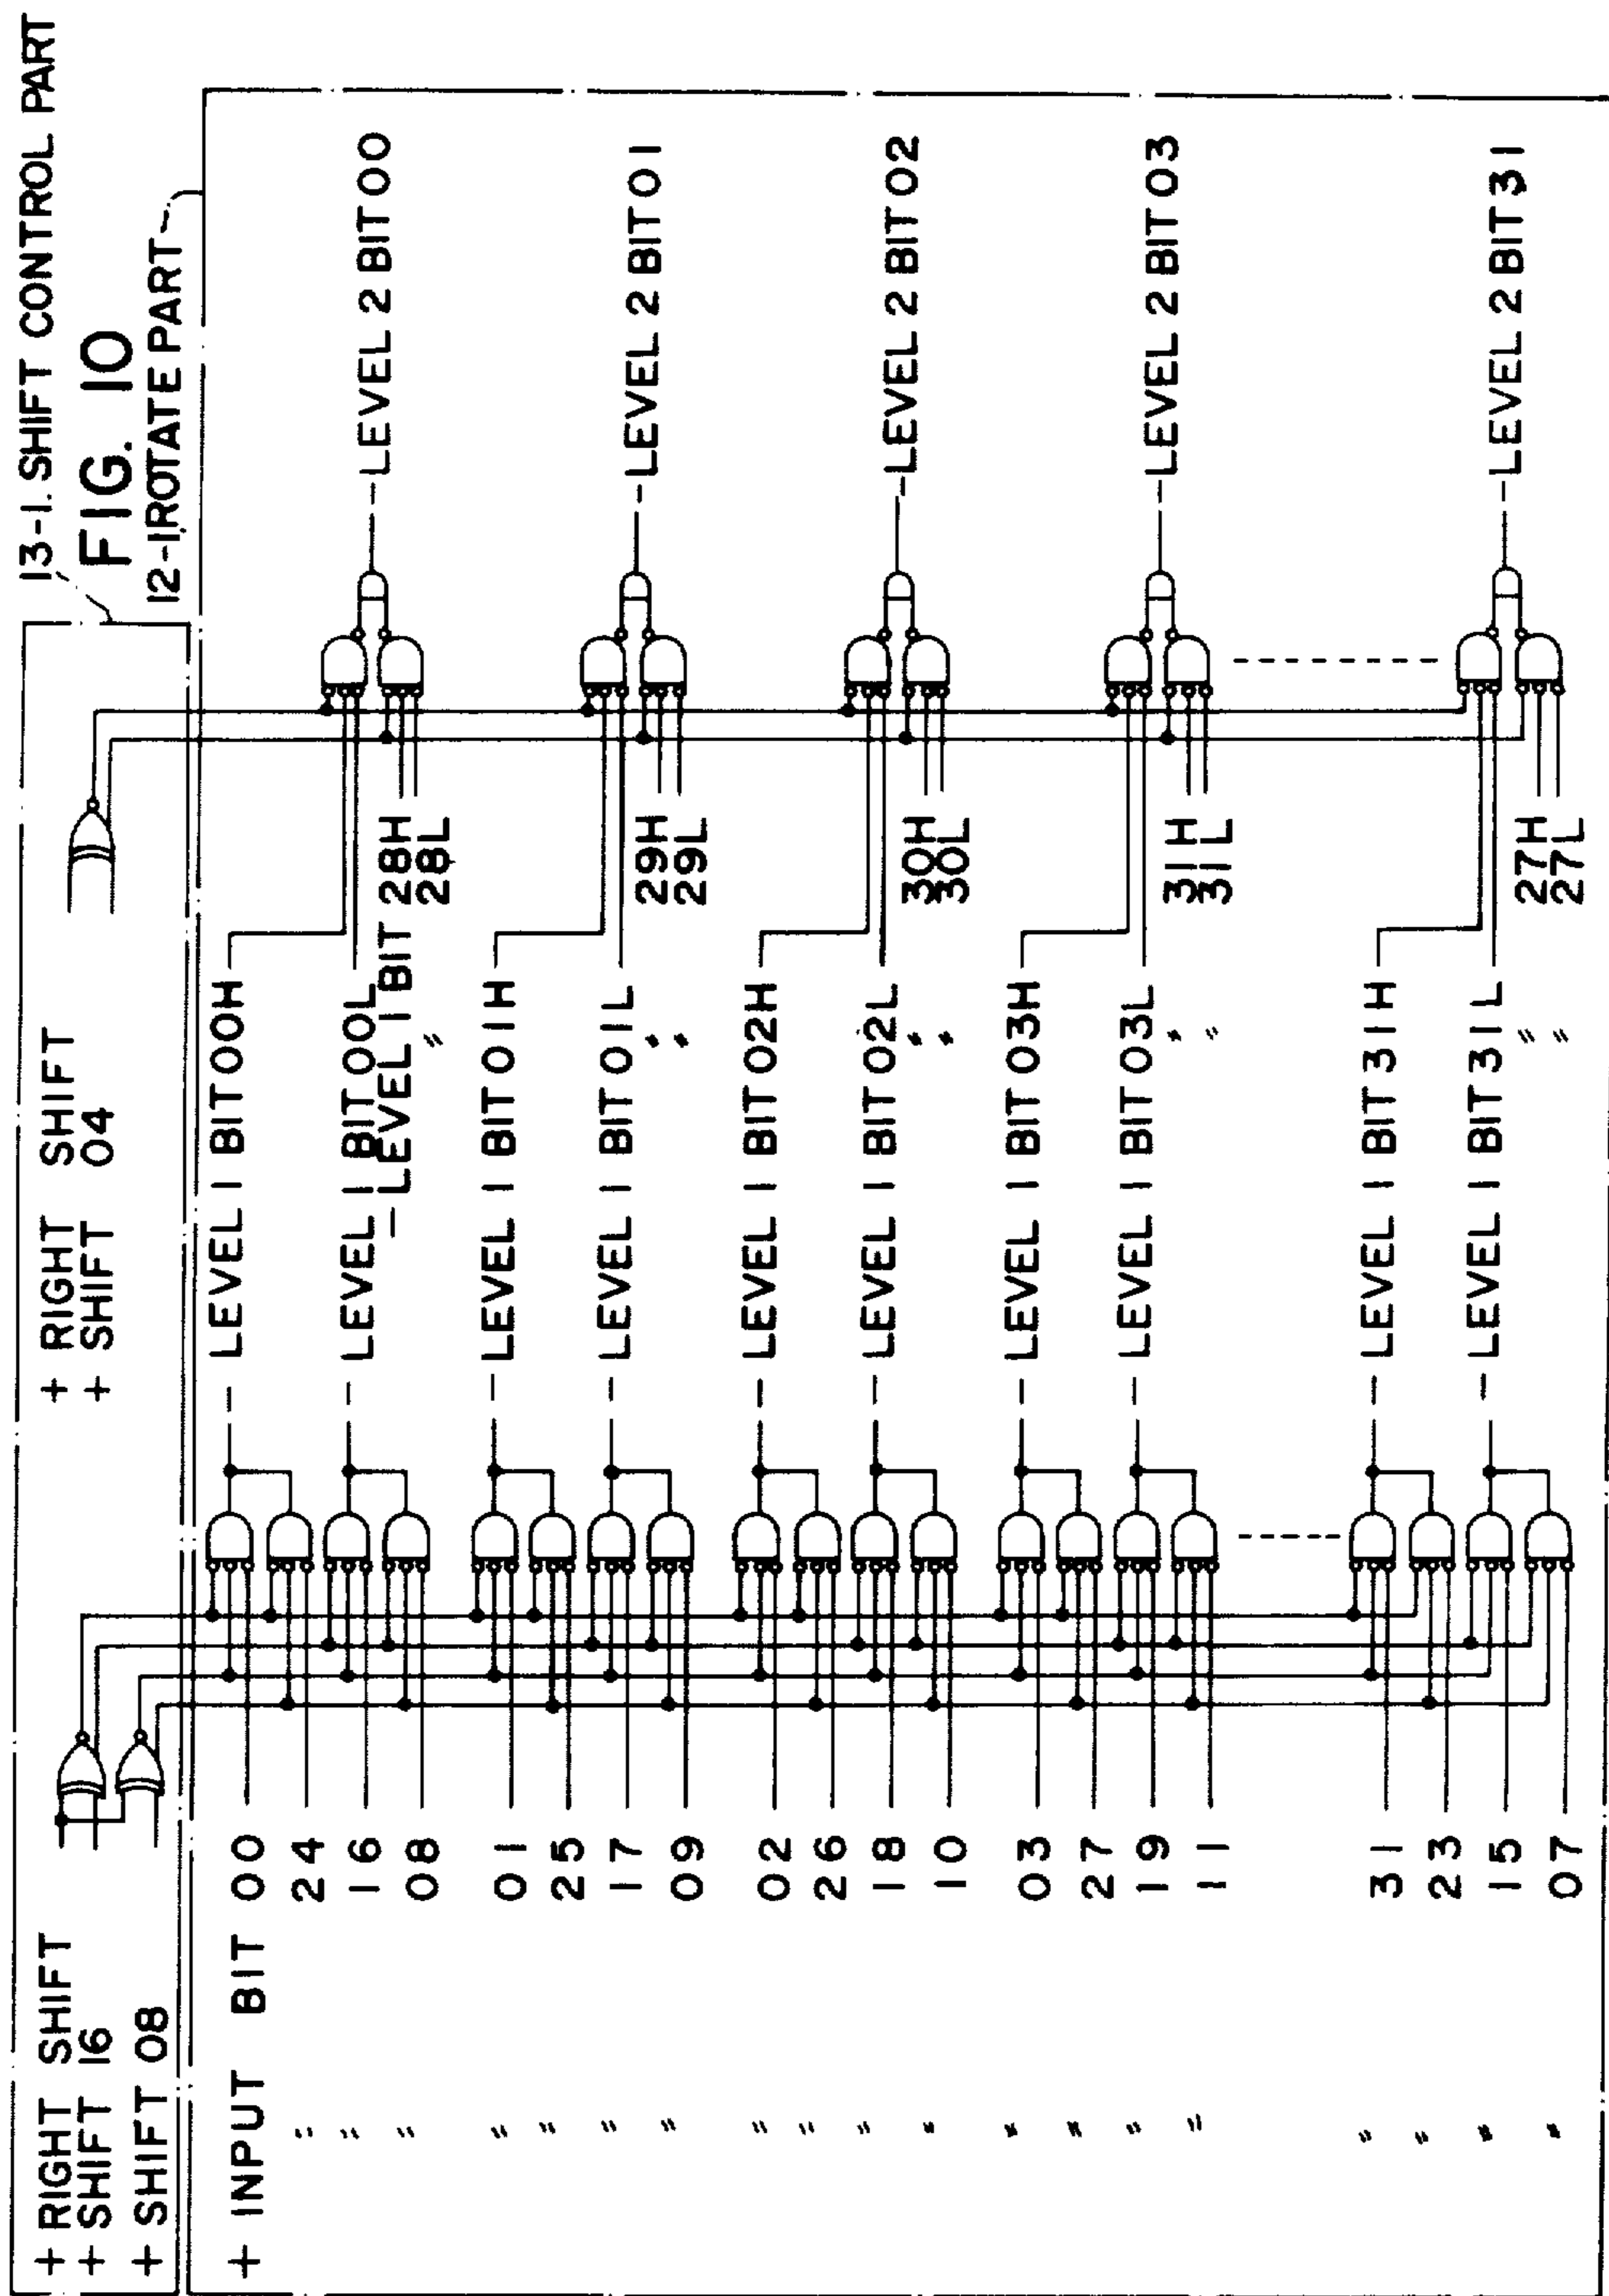 13-1. SHIFT CONTROL PART
FIG. 10
12-1 ROTATE PART
+ RIGHT SHIFT
+ SHIFT 16
+ SHIFT 08
+ RIGHT SHIFT
+ SHIFT 04
+ INPUT BIT 00
" 24
" 16
" 08
" 01
" 25
" 17
" 09
" 02
" 26
" 18
" 10
" 03
" 27
" 19
" 11
" 31
" 23
" 15
" 07
LEVEL 1 BIT 00H
LEVEL 1 BIT 00L
- LEVEL 1 BIT 28H
" 28L
LEVEL 1 BIT 01H
LEVEL 1 BIT 01L
" 29H
" 29L
LEVEL 1 BIT 02H
LEVEL 1 BIT 02L
" 30H
" 30L
LEVEL 1 BIT 03H
LEVEL 1 BIT 03L
" 31H
" 31L
LEVEL 1 BIT 31H
LEVEL 1 BIT 31L
" 27H
" 27L
- LEVEL 2 BIT 00
- LEVEL 2 BIT 01
- LEVEL 2 BIT 02
- LEVEL 2 BIT 03
- LEVEL 2 BIT 31